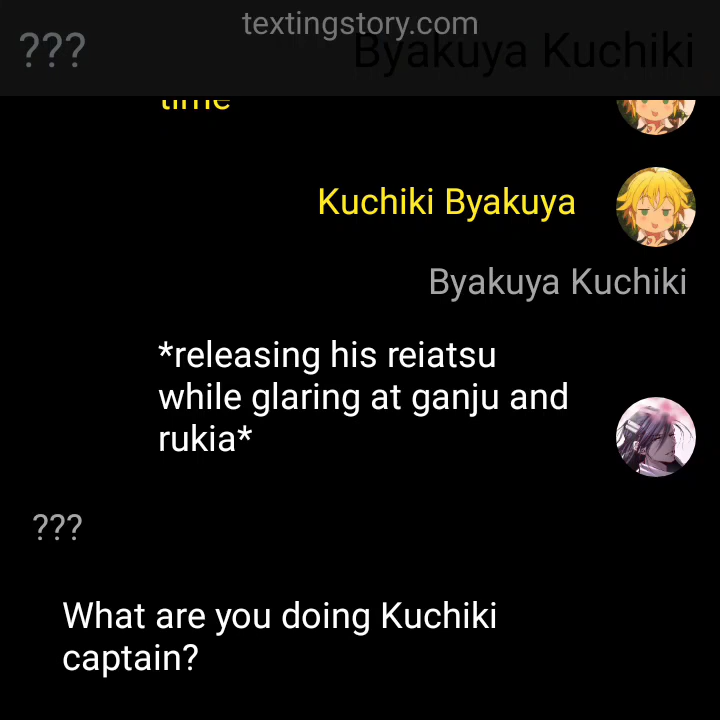 textingstory.com
??? Byakuya Kuchiki
time
Kuchiki Byakuya
Byakuya Kuchiki
*releasing his reiatsu
while glaring at ganju and
rukia*
???
What are you doing Kuchiki
captain?